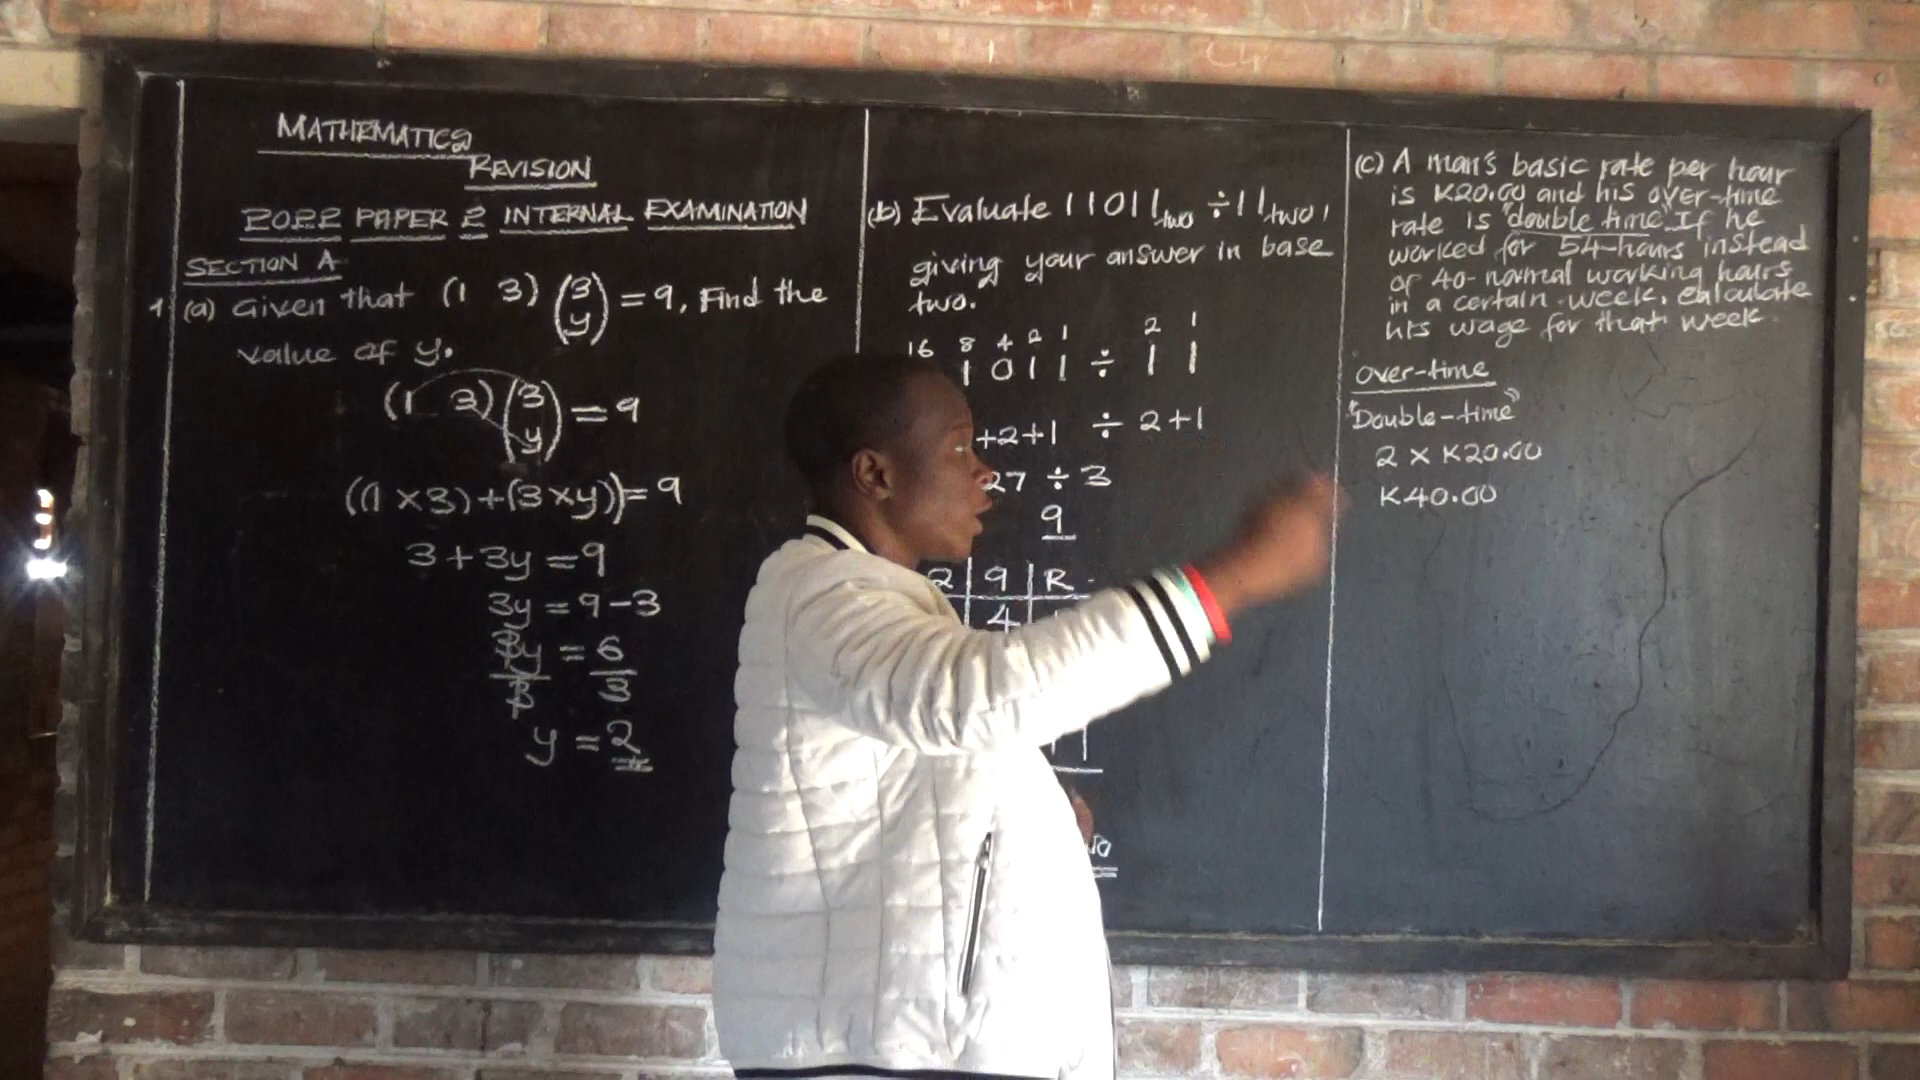 MATHEMATICS
REVISION
2022 PAPER 2 INTERNAL EXAMINATION
SECTION A
1 (a) Given that (1 3) (3 y) = 9, Find the
value of y.
(1 3) (3 y) = 9
((1 × 3) + (3 × y)) = 9
3 + 3y = 9
3y = 9 - 3
3y/3 = 6/3
y = 2
(b) Evaluate 11011two ÷ 11two,
giving your answer in base
two.
16 8 4 2 1 2 1
1 0 1 1 ÷ 1 1
+2+1 ÷ 2+1
27 ÷ 3
9
2 9 R
4
(c) A man's basic rate per hour
is K20.00 and his over-time
rate is "double time". If he
worked for 54-hours instead
of 40-normal working hours
in a certain week, calculate
his wage for that week.
over-time
"Double-time"
2 × K20.00
K40.00